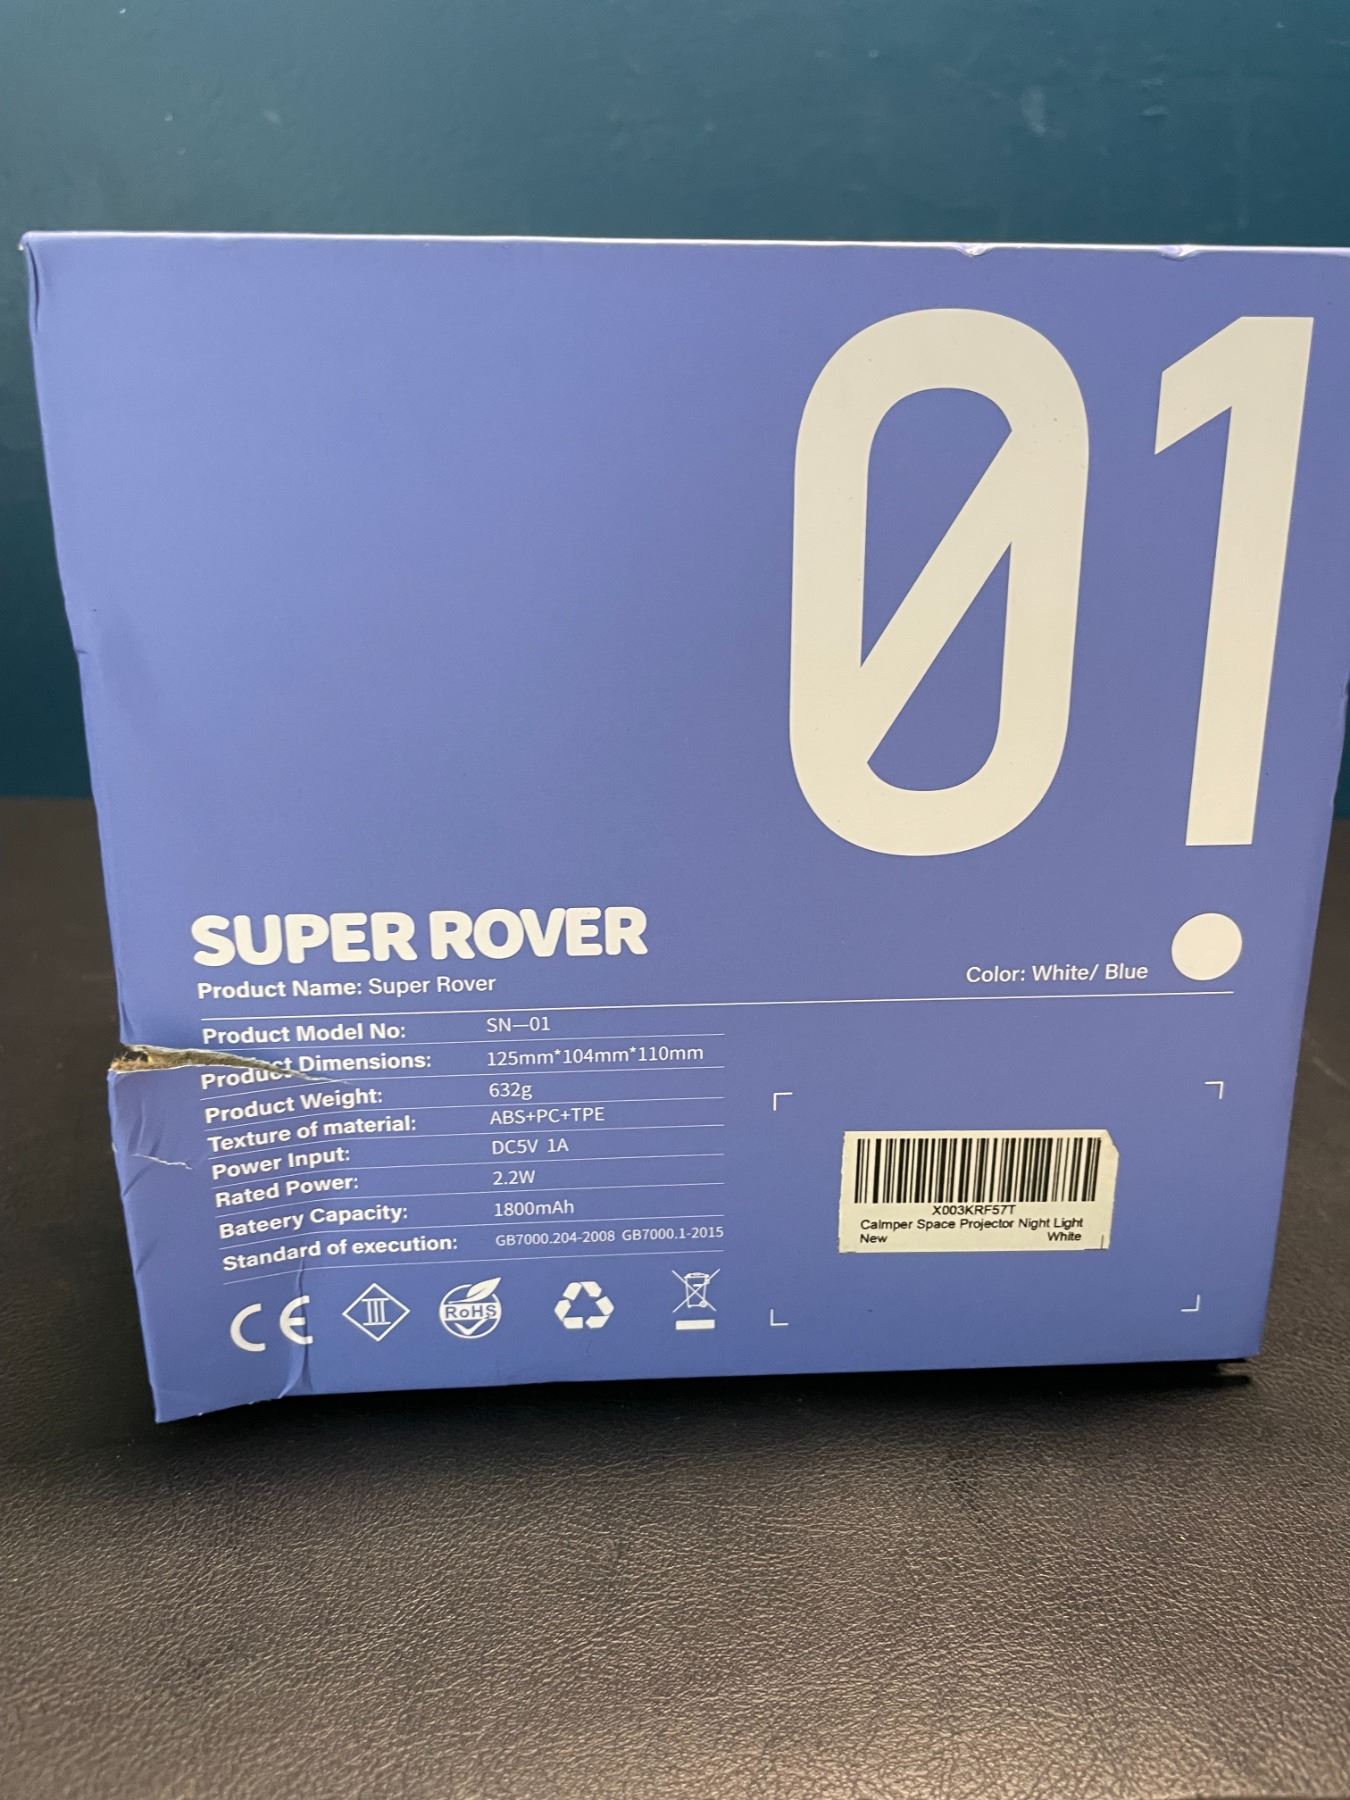 01
SUPER ROVER
Product Name: Super Rover
Color: White/ Blue
Product Model No: SN—01
Product Dimensions: 125mm*104mm*110mm
Product Weight: 632g
Texture of material: ABS+PC+TPE
Power Input: DC5V 1A
Rated Power: 2.2W
Bateery Capacity: 1800mAh
Standard of execution: GB7000.204-2008 GB7000.1-2015
CE III RoHS
X003KRF57T
Calmper Space Projector Night Light
New White